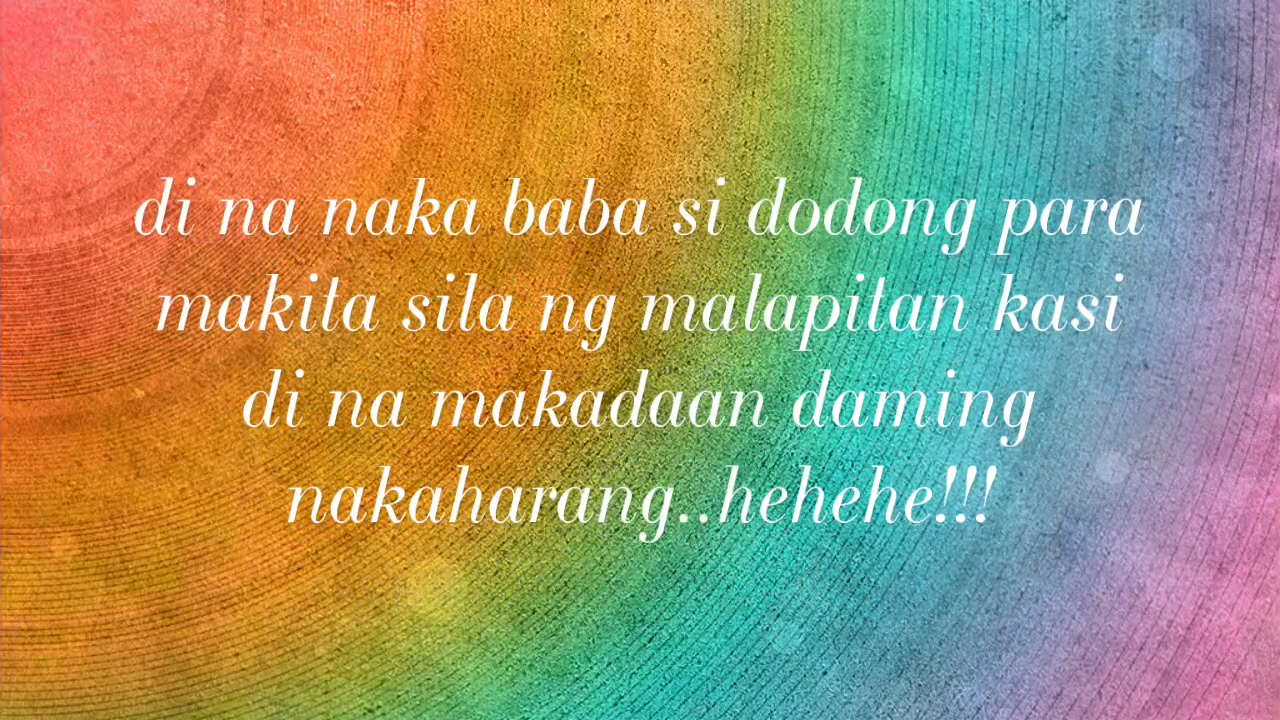 di na naka baba si dodong para
makita sila ng malapitan kasi
di na makadaan daming
nakaharang..hehehe!!!